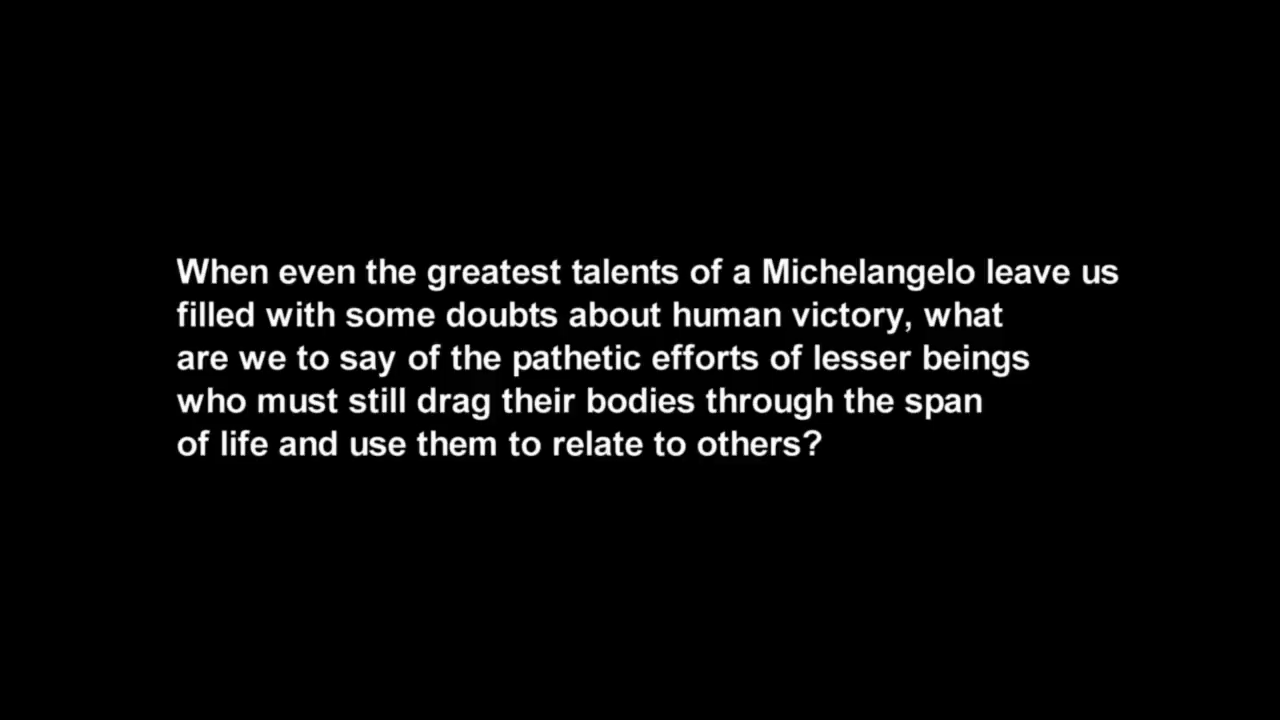 When even the greatest talents of a Michelangelo leave us
filled with some doubts about human victory, what
are we to say of the pathetic efforts of lesser beings
who must still drag their bodies through the span
of life and use them to relate to others?